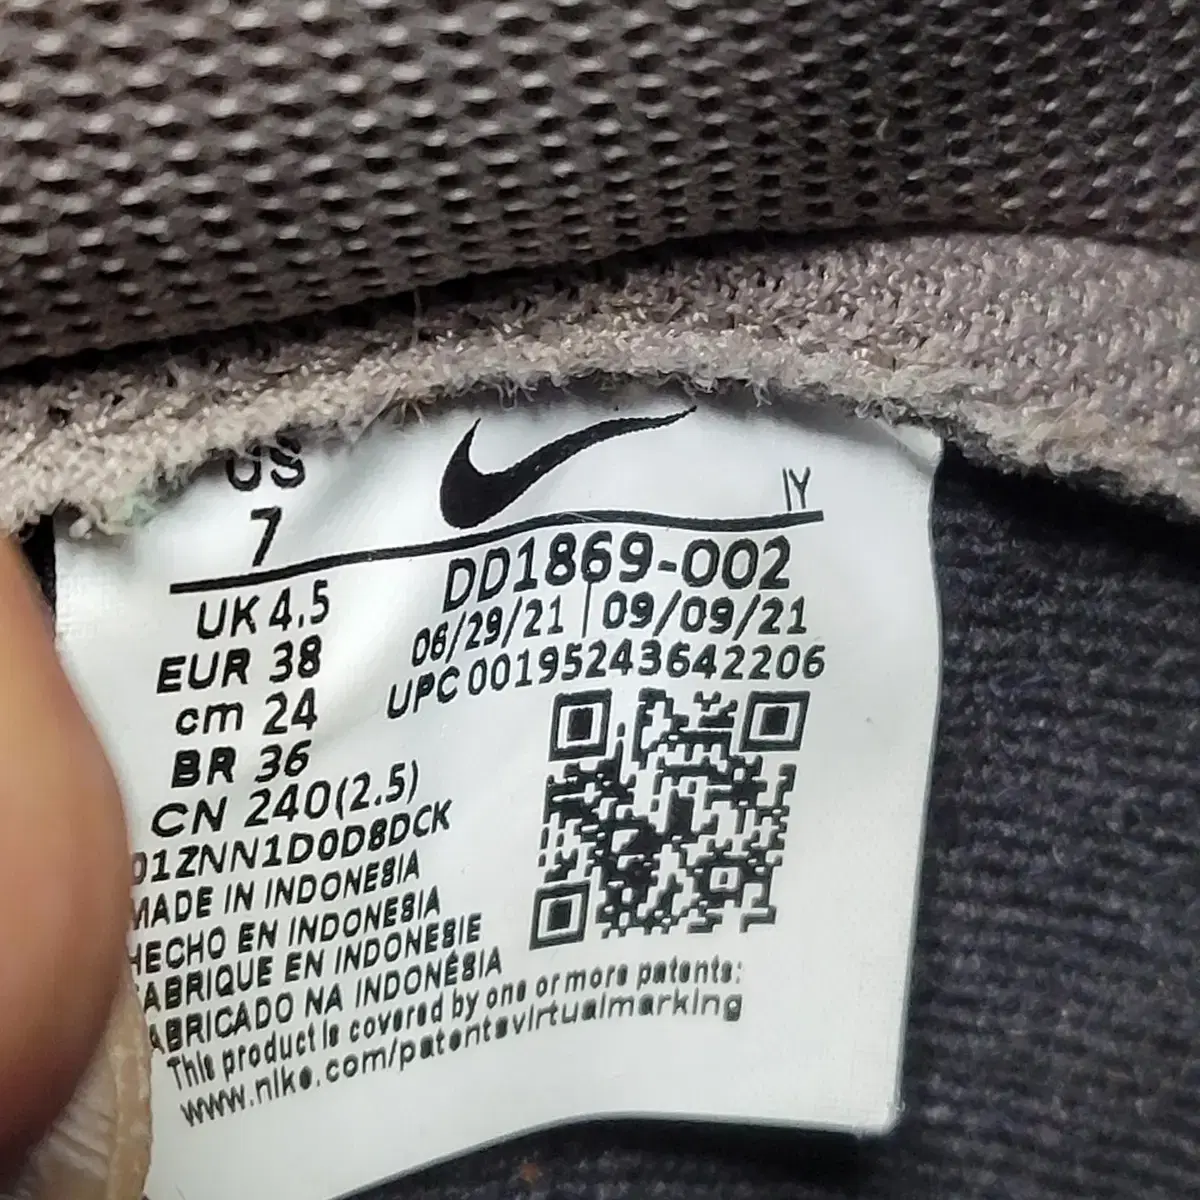 US
7
IY
UK 4.5
EUR 38
cm 24
BR 36
CN 240(2.5)
DD1869-002
06/29/21 | 09/09/21
UPC 00195243642206
01ZNN1D0D8DCK
MADE IN INDONESIA
HECHO EN INDONESIA
FABRIQUE EN INDONESIE
FABRICADO NA INDONÉSIA
This product is covered by one or more patents:
www.nike.com/patentsvirtualmarking